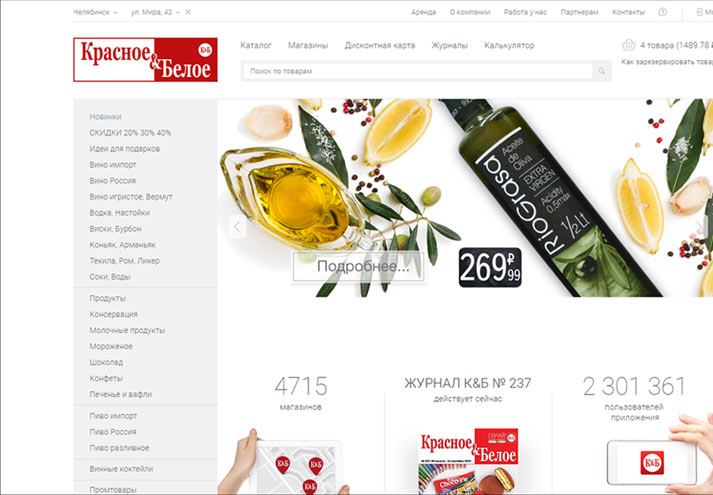 Челябинск
ул. Мира, 42
Аренда
О компании
Работа у нас
Партнерам
Контакты
Красное
&Белое
К&Б
Каталог
Магазины
Дисконтная карта
Журналы
Калькулятор
4 товара (1489.78 ₽
Поиск по товарам
Как зарезервировать това
Новинки
СКИДКИ 20% 30% 40%
Идеи для подарков
Вино импорт
Вино Россия
Вино игристое, Вермут
Водка, Настойки
Виски, Бурбон
Коньяк, Арманьяк
Текила, Ром, Ликер
Соки, Воды
Продукты
Консервация
Молочные продукты
Мороженое
Шоколад
Конфеты
Печенье и вафли
Пиво импорт
Пиво Россия
Пиво разливное
Винные коктейли
Промтовары
Aceite
de Oliva
EXTRA
VIRGEN
Acidity
0,5max
RioGrasal
½Lt
Подробнее...
269 ₽
99
4715
магазинов
ЖУРНАЛ К&Б № 237
действует сейчас
2 301 361
пользователей
приложения
К&Б
К&Б
К&Б
Красное
&Белое
К&Б